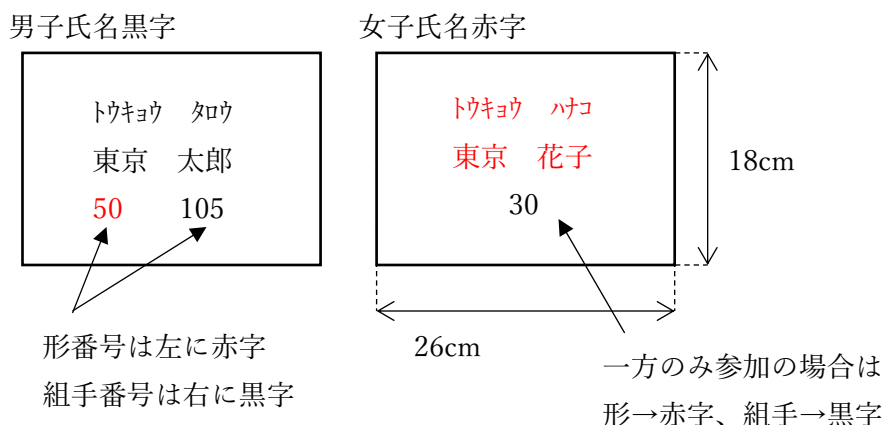 男子氏名黒字
ﾄｳｷｮｳ　ﾀﾛｳ
東京　太郎
50　105
形番号は左に赤字
組手番号は右に黒字
女子氏名赤字
ﾄｳｷｮｳ　ﾊﾅｺ
東京　花子
30
18cm
26cm
一方のみ参加の場合は
形→赤字、組手→黒字